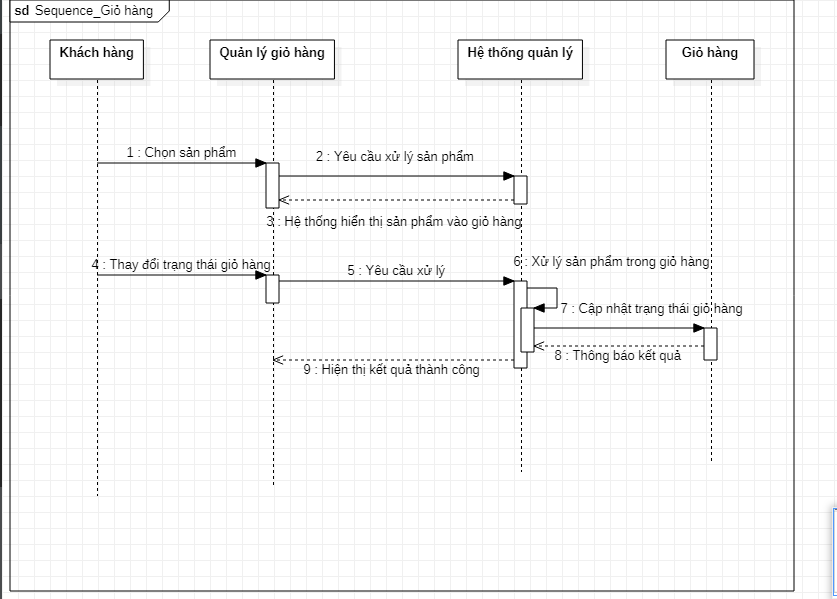 sd Sequence_Giỏ hàng
Khách hàng
Quản lý giỏ hàng
Hệ thống quản lý
Giỏ hàng
1 : Chọn sản phẩm
2 : Yêu cầu xử lý sản phẩm
3 : Hệ thống hiển thị sản phẩm vào giỏ hàng
4 : Thay đổi trạng thái giỏ hàng
5 : Yêu cầu xử lý
6 : Xử lý sản phẩm trong giỏ hàng
7 : Cập nhật trạng thái giỏ hàng
8 : Thông báo kết quả
9 : Hiện thị kết quả thành công